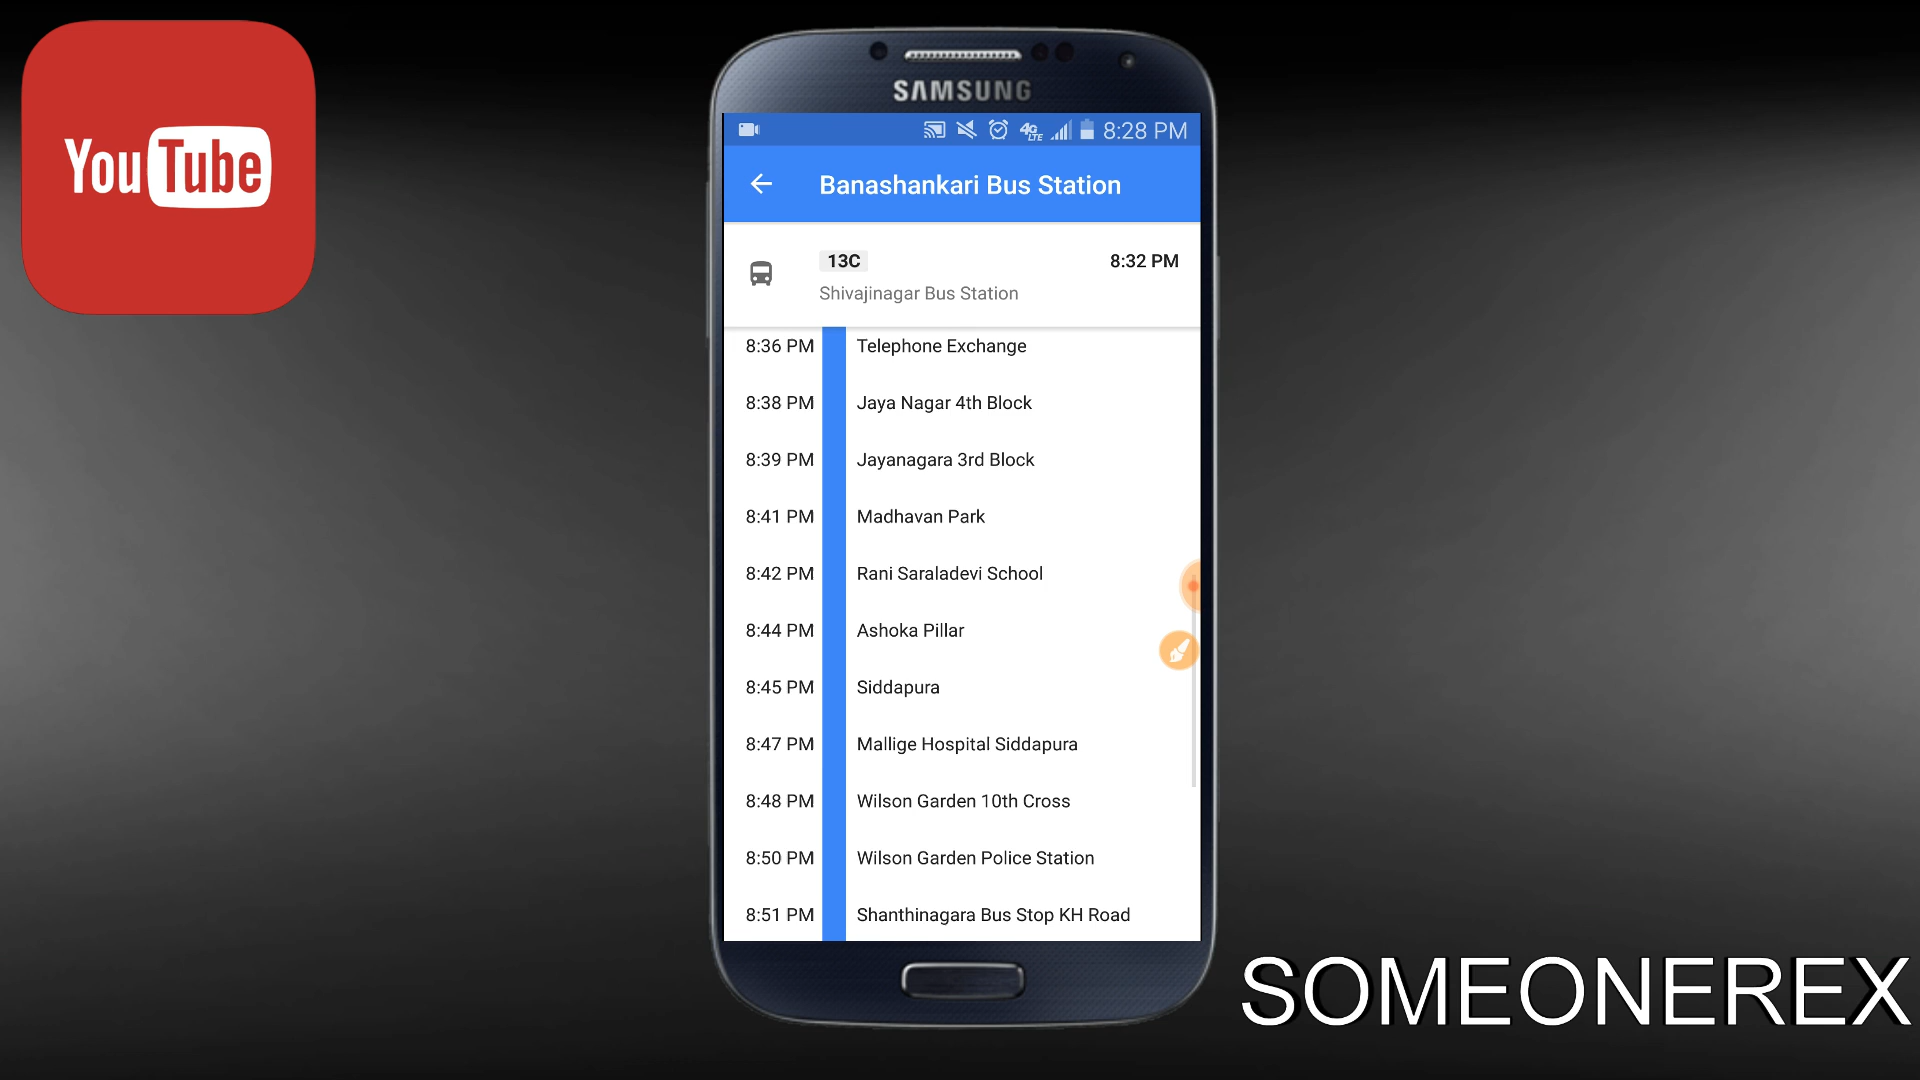 YouTube
SAMSUNG
4G LTE 8:28 PM
Banashankari Bus Station
13C 8:32 PM
Shivajinagar Bus Station
8:36 PM Telephone Exchange
8:38 PM Jaya Nagar 4th Block
8:39 PM Jayanagara 3rd Block
8:41 PM Madhavan Park
8:42 PM Rani Saraladevi School
8:44 PM Ashoka Pillar
8:45 PM Siddapura
8:47 PM Mallige Hospital Siddapura
8:48 PM Wilson Garden 10th Cross
8:50 PM Wilson Garden Police Station
8:51 PM Shanthinagara Bus Stop KH Road
SOMEONEREX